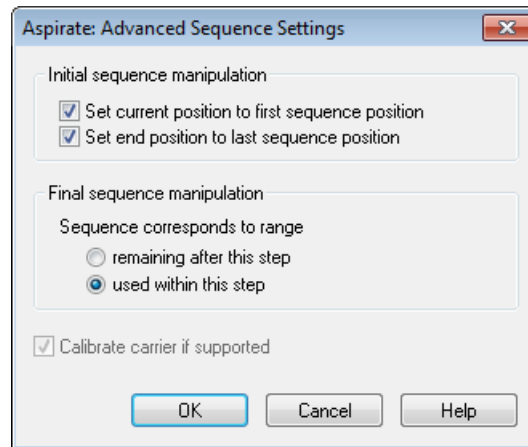 Aspirate: Advanced Sequence Settings
Initial sequence manipulation
Set current position to first sequence position
Set end position to last sequence position
Final sequence manipulation
Sequence corresponds to range
remaining after this step
used within this step
Calibrate carrier if supported
OK
Cancel
Help